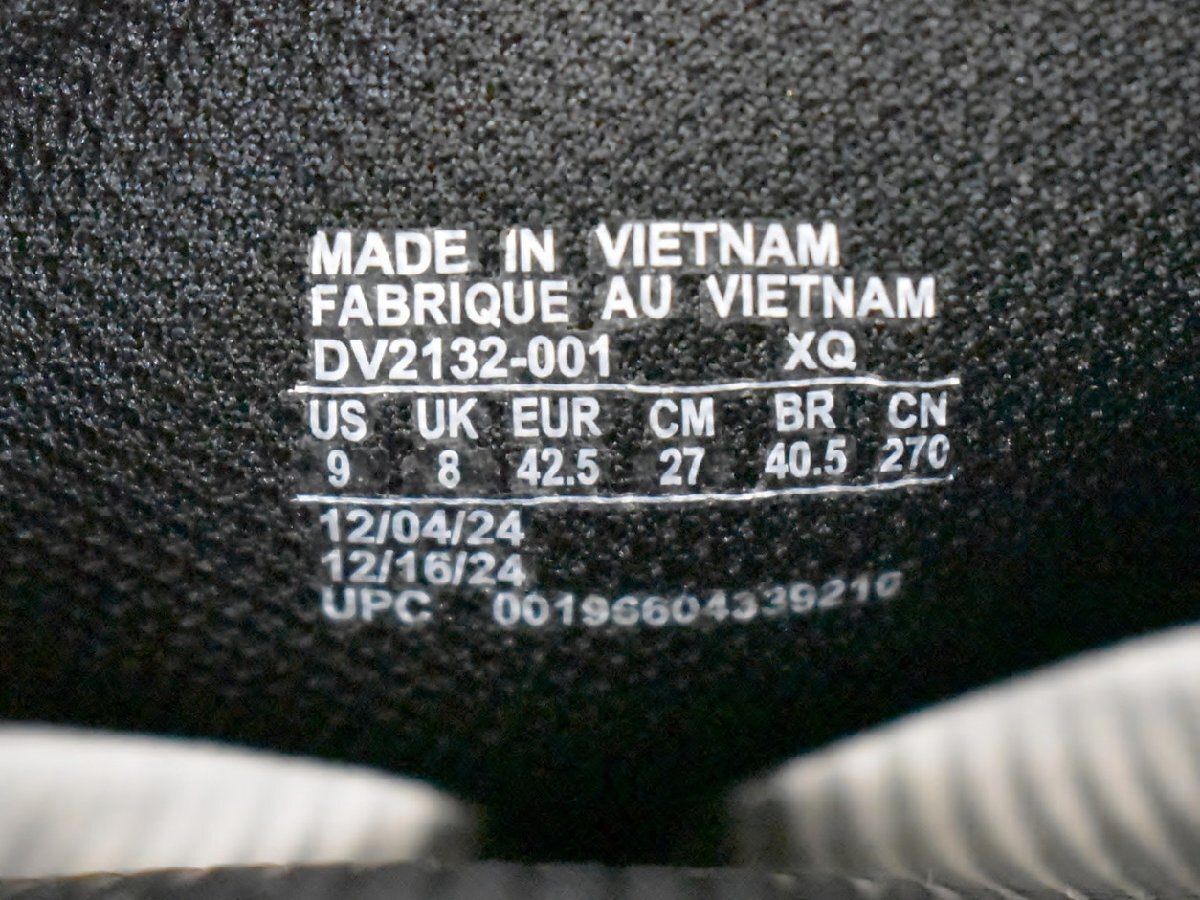 MADE IN VIETNAM
FABRIQUE AU VIETNAM
DV2132-001 XQ
US UK EUR CM BR CN
9 8 42.5 27 40.5 270
12/04/24
12/16/24
UPC 00196604339216